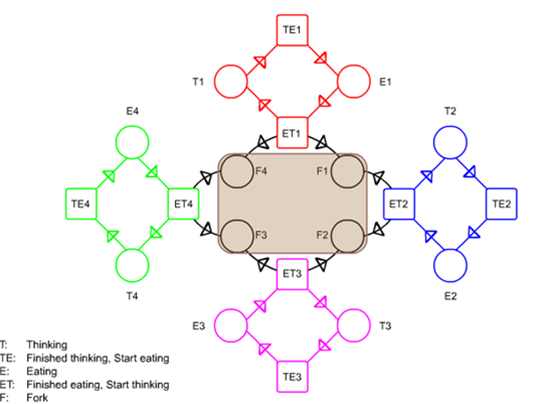 TE1
T1 E1
E4 T2
ET1
F4 F1
TE4 ET4 ET2 TE2
F3 F2
T4 ET3 E2
E3 T3
TE3
T: Thinking
TE: Finished thinking, Start eating
E: Eating
ET: Finished eating, Start thinking
F: Fork